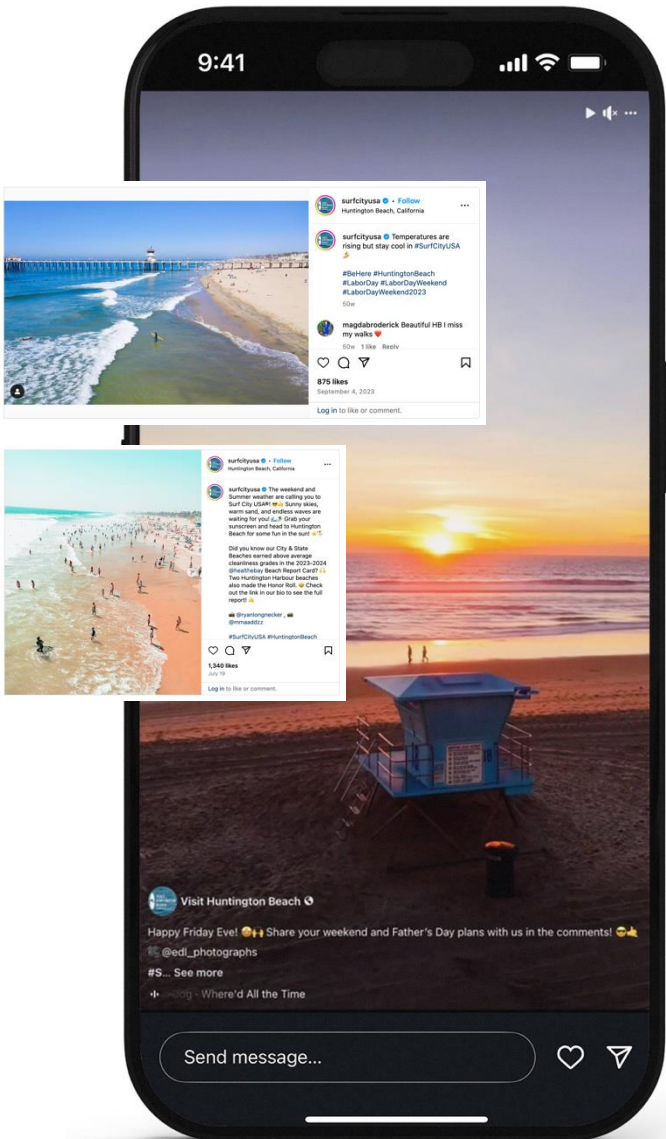 9:41
surfcityusa • Follow
Huntington Beach, California
surfcityusa Temperatures are
rising but stay cool in #SurfCityUSA
#BeHere #HuntingtonBeach
#LaborDay #LaborDayWeekend
#LaborDayWeekend2023
50w
magdabroderick Beautiful HB I miss
my walks ❤️
50w 1 like Reply
875 likes
September 4, 2023
Log in to like or comment.
surfcityusa • Follow
Huntington Beach, California
surfcityusa The weekend and
Summer weather are calling you to
Surf City USA®! 😎🤙 Sunny skies,
warm sand, and endless waves are
waiting for you! 🌊🏄 Grab your
sunscreen and head to Huntington
Beach for some fun in the sun! ☀️
Did you know our City & State
Beaches earned above average
cleanliness grades in the 2023-2024
@healthebay Beach Report Card? 🙌
Two Huntington Harbour beaches
also made the Honor Roll. 🤩 Check
out the link in our bio to see the full
report! 👆
📸 @ryanlongnecker , 📸
@mmaaddzz
#SurfCityUSA #HuntingtonBeach
1,340 likes
July 19
Log in to like or comment.
Visit Huntington Beach
Happy Friday Eve! 🤩🙌 Share your weekend and Father's Day plans with us in the comments! 😎🤙
@edl_photographs
#S... See more
- Where'd All the Time
Send message...